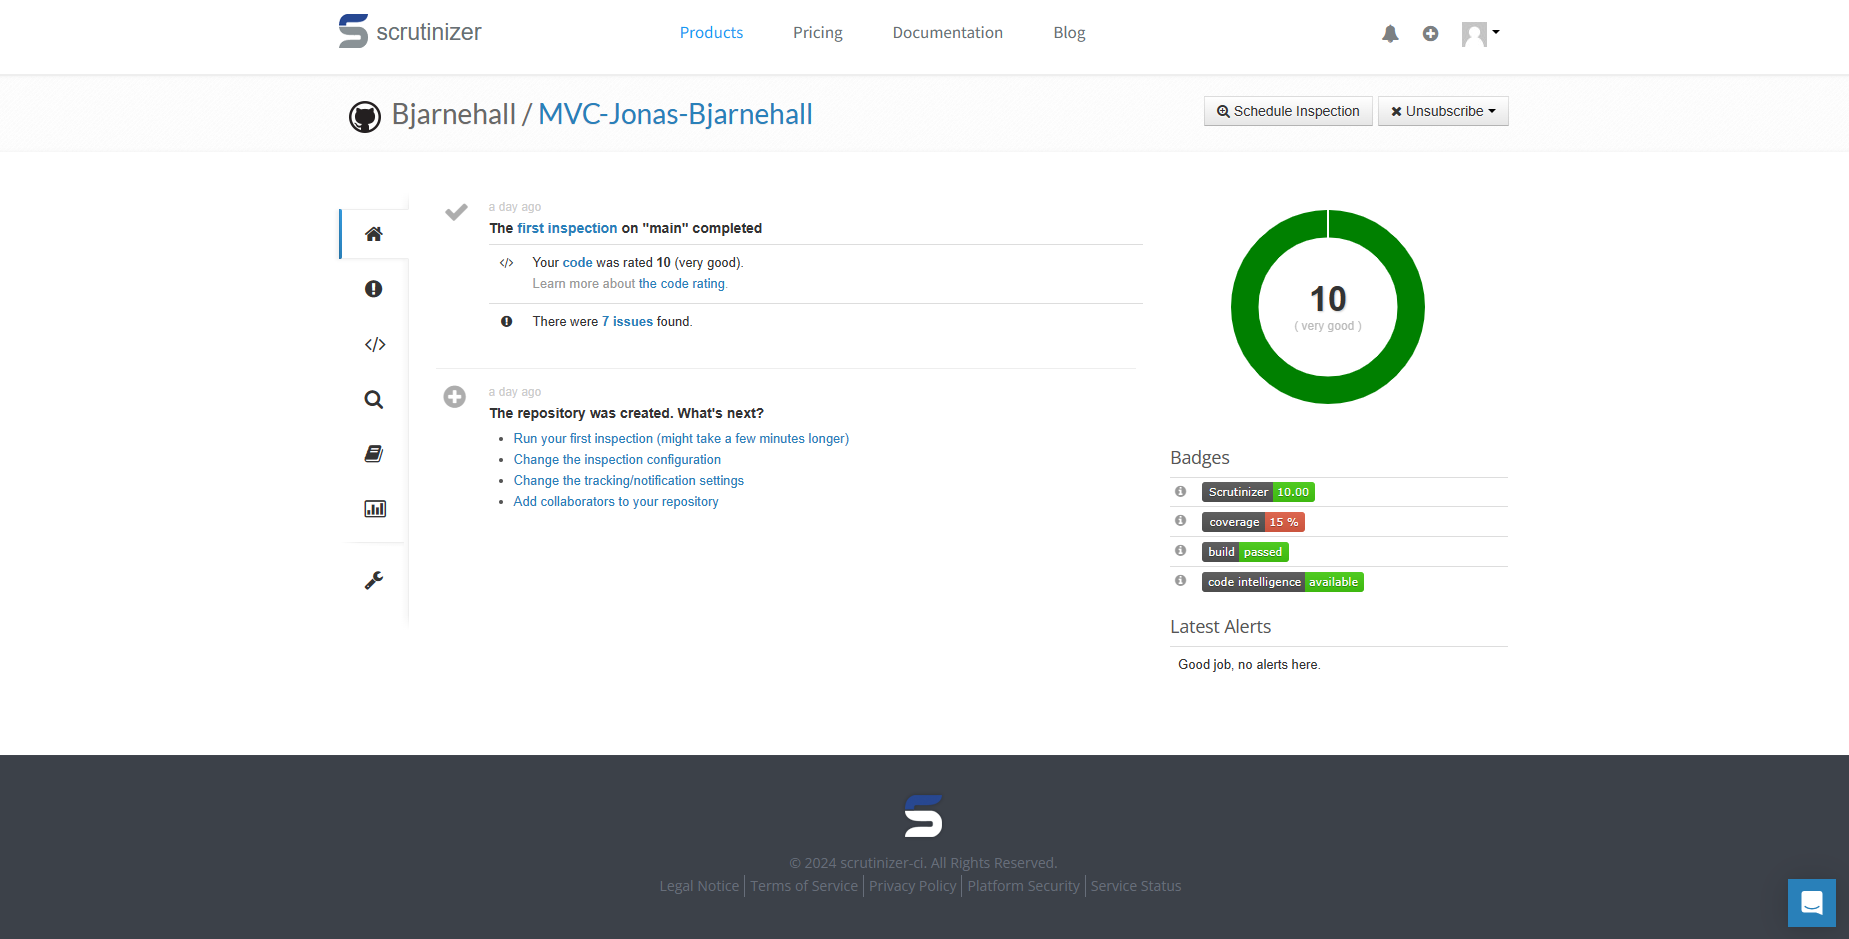 scrutinizer
Products
Pricing
Documentation
Blog
Bjarnehall / MVC-Jonas-Bjarnehall
Schedule Inspection
Unsubscribe
a day ago
The first inspection on "main" completed
Your code was rated 10 (very good).
Learn more about the code rating.
There were 7 issues found.
a day ago
The repository was created. What's next?
Run your first inspection (might take a few minutes longer)
Change the inspection configuration
Change the tracking/notification settings
Add collaborators to your repository
10
( very good )
Badges
Scrutinizer 10.00
coverage 15 %
build passed
code intelligence available
Latest Alerts
Good job, no alerts here.
© 2024 scrutinizer-ci. All Rights Reserved.
Legal Notice
Terms of Service
Privacy Policy
Platform Security
Service Status